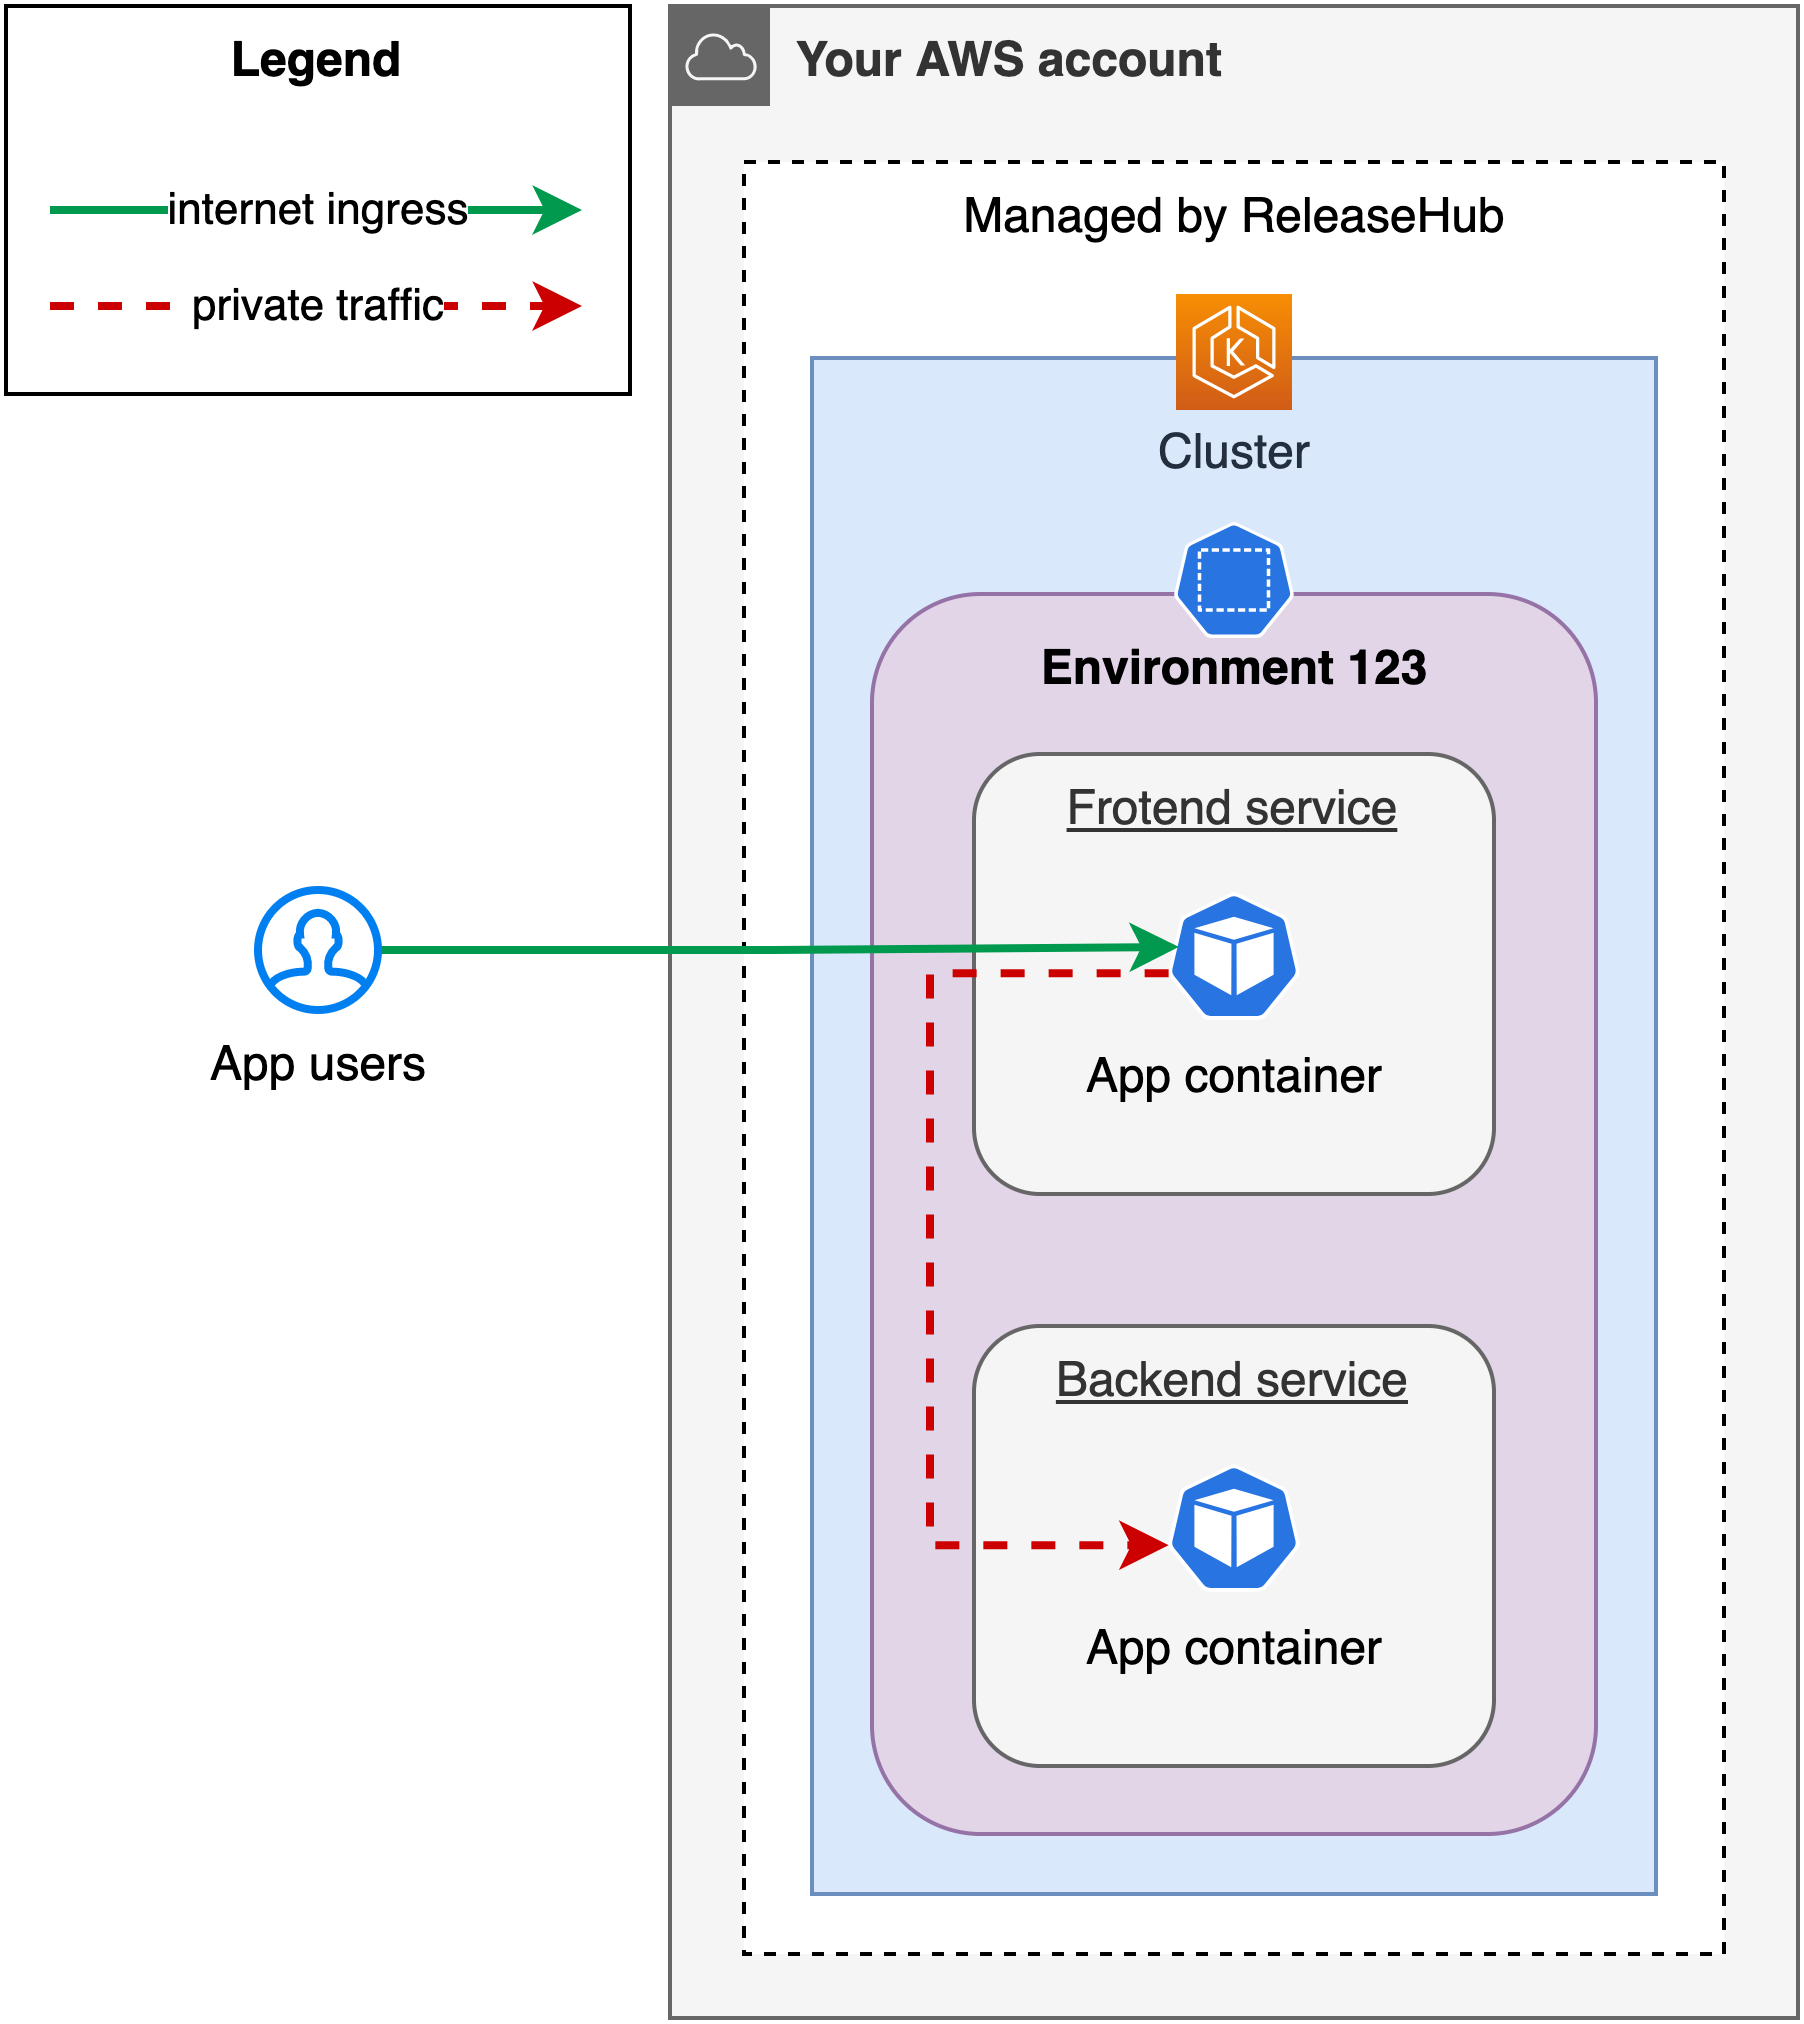 Legend
internet ingress
private traffic
Your AWS account
Managed by ReleaseHub
K
Cluster
Environment 123
Frotend service
App container
App users
Backend service
App container